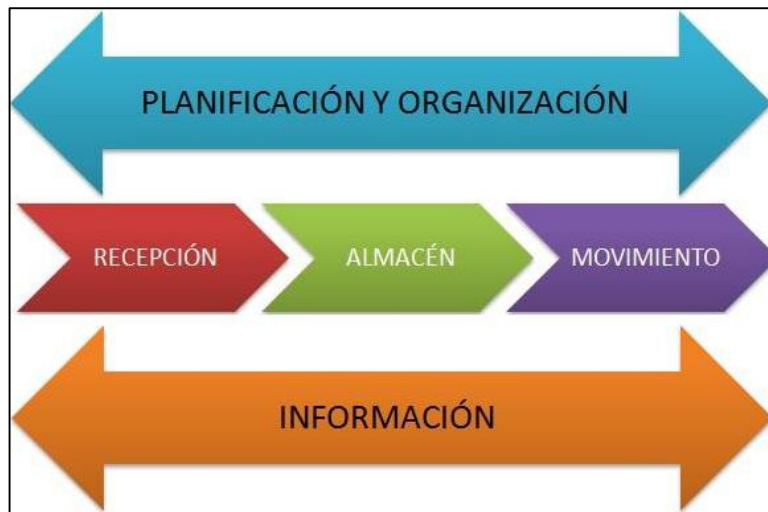 PLANIFICACIÓN Y ORGANIZACIÓN
RECEPCIÓN
ALMACÉN
MOVIMIENTO
INFORMACIÓN